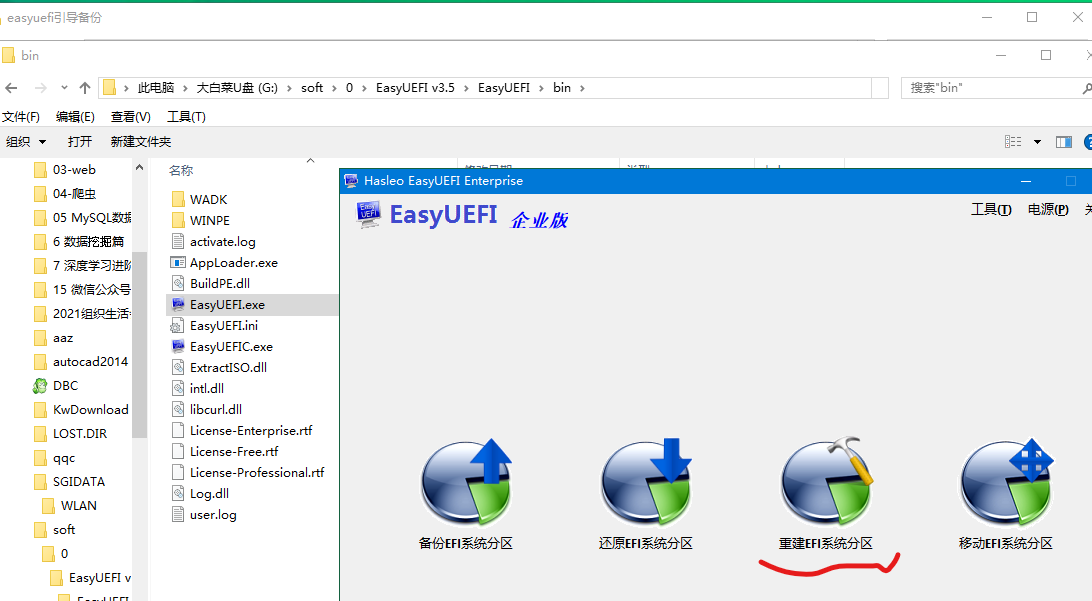 easyuefi引导备份
bin
此电脑 › 大白菜U盘 (G:) › soft › 0 › EasyUEFI v3.5 › EasyUEFI › bin ›
搜索"bin"
文件(F) 编辑(E) 查看(V) 工具(T)
组织 打开 新建文件夹
03-web
04-爬虫
05 MySQL数据
6 数据挖掘篇
7 深度学习进阶
15 微信公众号
2021组织生活
aaz
autocad2014
DBC
KwDownload
LOST.DIR
qqc
SGIDATA
WLAN
soft
0
EasyUEFI v
EasyUEFI
名称
WADK
WINPE
activate.log
AppLoader.exe
BuildPE.dll
EasyUEFI.exe
EasyUEFI.ini
EasyUEFIC.exe
ExtractISO.dll
intl.dll
libcurl.dll
License-Enterprise.rtf
License-Free.rtf
License-Professional.rtf
Log.dll
user.log
Hasleo EasyUEFI Enterprise
EasyUEFI 企业版
工具(T) 电源(P) 关
备份EFI系统分区
还原EFI系统分区
重建EFI系统分区
移动EFI系统分区